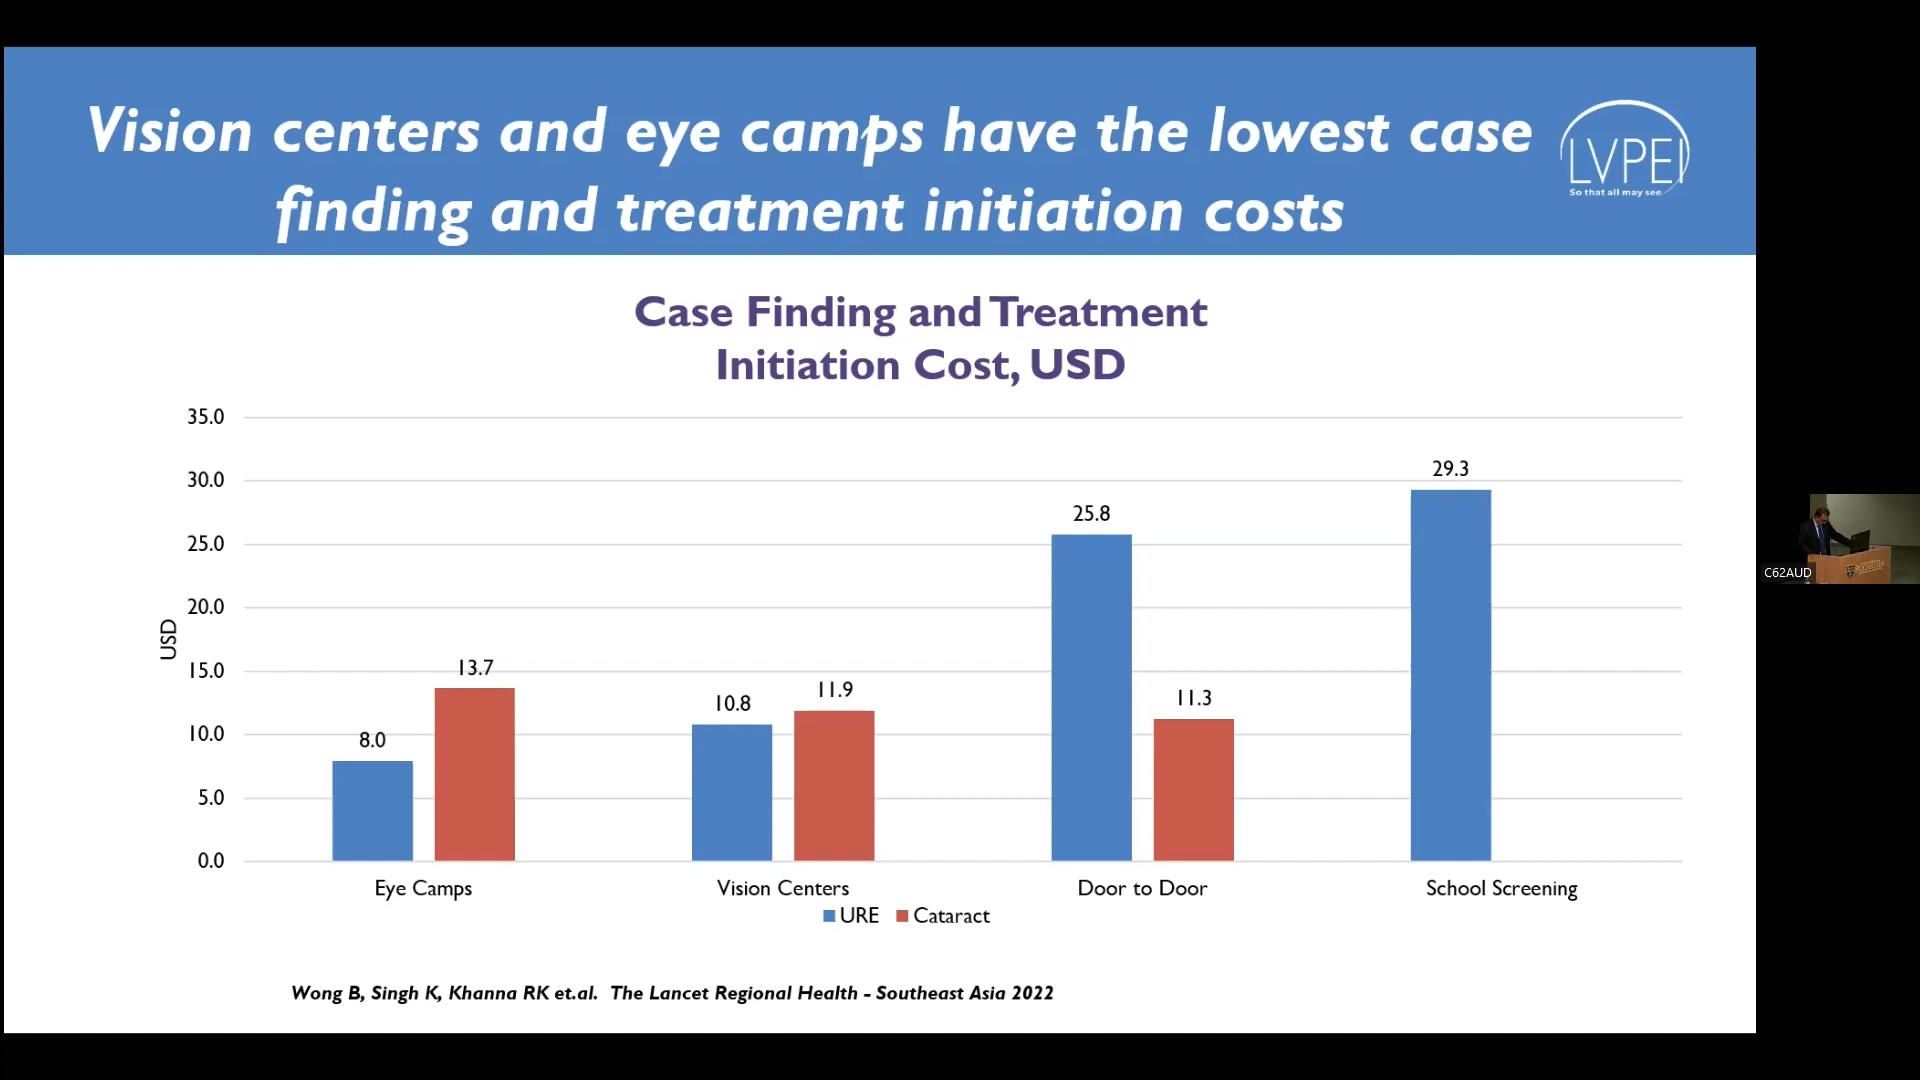 Vision centers and eye camps have the lowest case
finding and treatment initiation costs
LVPEI
So that all may see
Case Finding and Treatment
Initiation Cost, USD
35.0
30.0
25.0
20.0
15.0
10.0
5.0
0.0
USD
8.0
13.7
10.8
11.9
25.8
11.3
29.3
Eye Camps
Vision Centers
Door to Door
School Screening
URE
Cataract
Wong B, Singh K, Khanna RK et.al. The Lancet Regional Health - Southeast Asia 2022
C62AUD